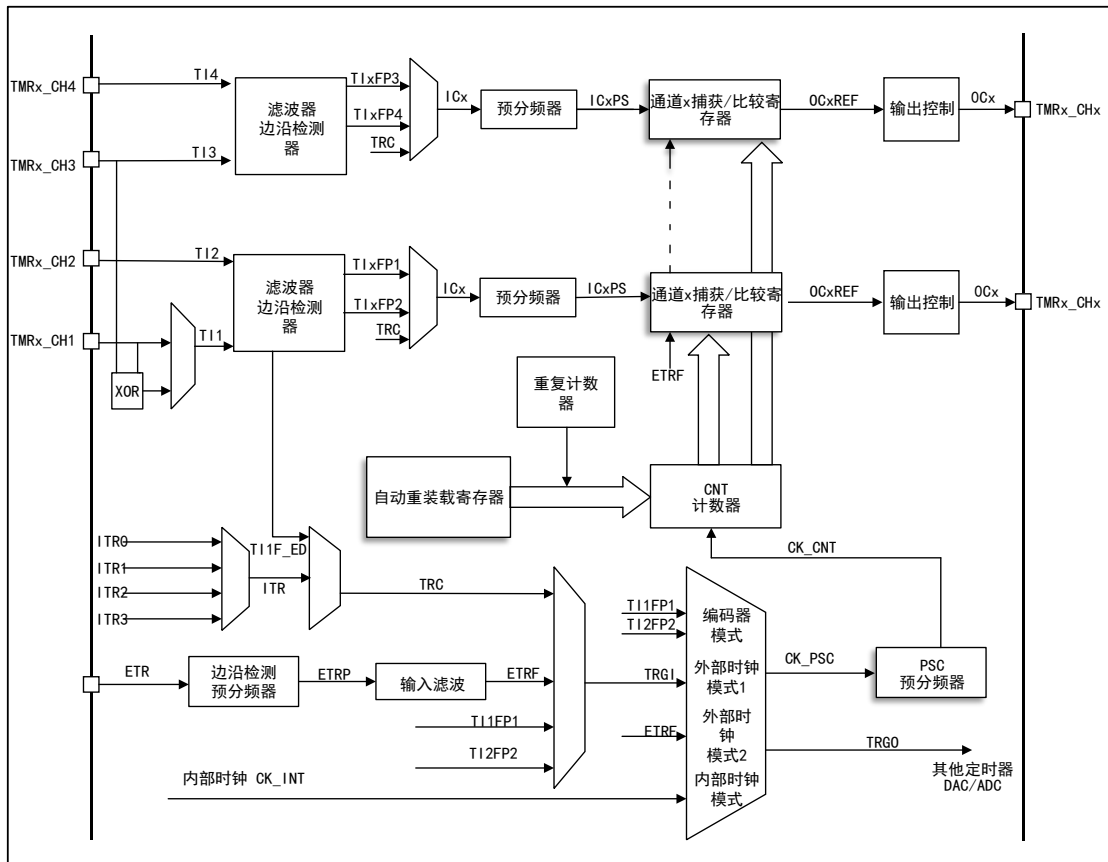 TMRx_CH4
TI4
滤波器
边沿检测
器
TIxFP3
TIxFP4
TRC
ICx
预分频器
ICxPS
通道x捕获/比较寄
存器
OCxREF
输出控制
OCx
TMRx_CHx
TMRx_CH3
TI3
TMRx_CH2
TI2
滤波器
边沿检测
器
TIxFP1
TIxFP2
TRC
ICx
预分频器
ICxPS
通道x捕获/比较寄
存器
OCxREF
输出控制
OCx
TMRx_CHx
TMRx_CH1
TI1
XOR
ETRF
重复计数
器
自动重装载寄存器
CNT
计数器
CK_CNT
ITR0
ITR1
ITR2
ITR3
ITR
TI1F_ED
TRC
TI1FP1
TI2FP2
编码器
模式
CK_PSC
PSC
预分频器
ETR
边沿检测
预分频器
ETRP
输入滤波
ETRF
TRGI
外部时钟
模式1
TI1FP1
TI2FP2
ETRF
外部时
钟
模式2
TRGO
其他定时器
DAC/ADC
内部时钟 CK_INT
内部时钟
模式